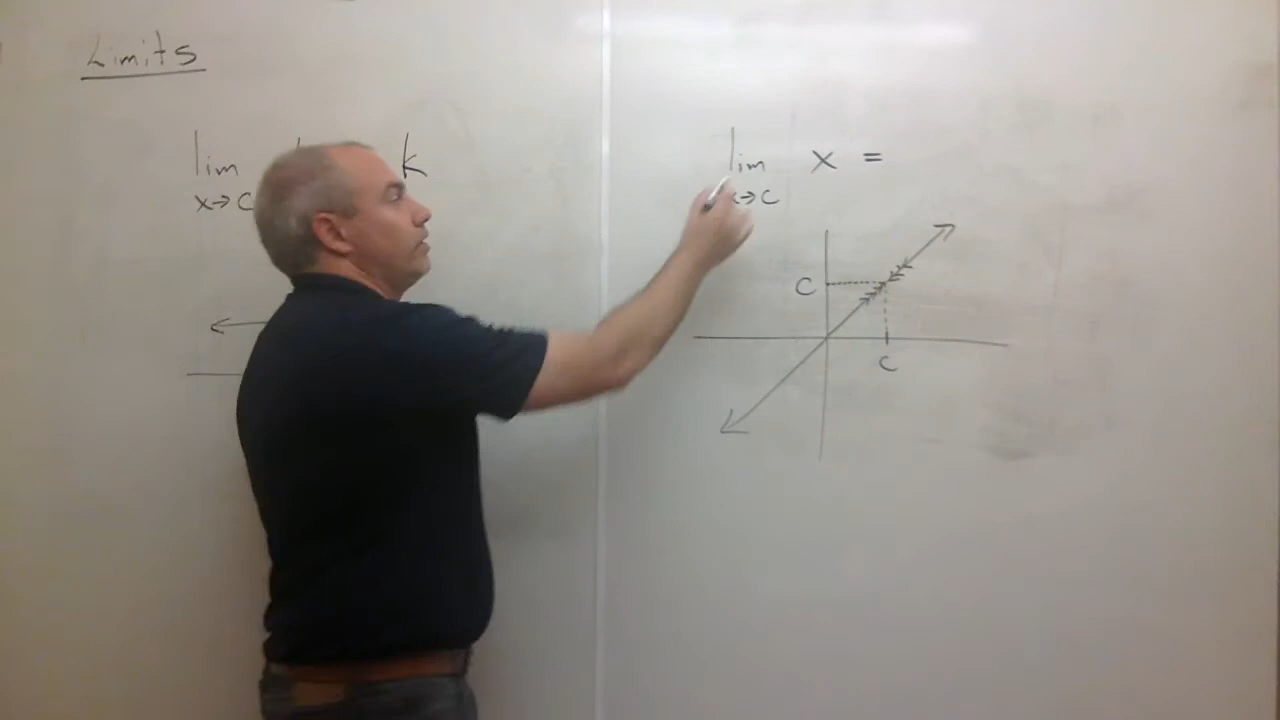 Limits
lim k
x→c
lim x =
x→c
c
c